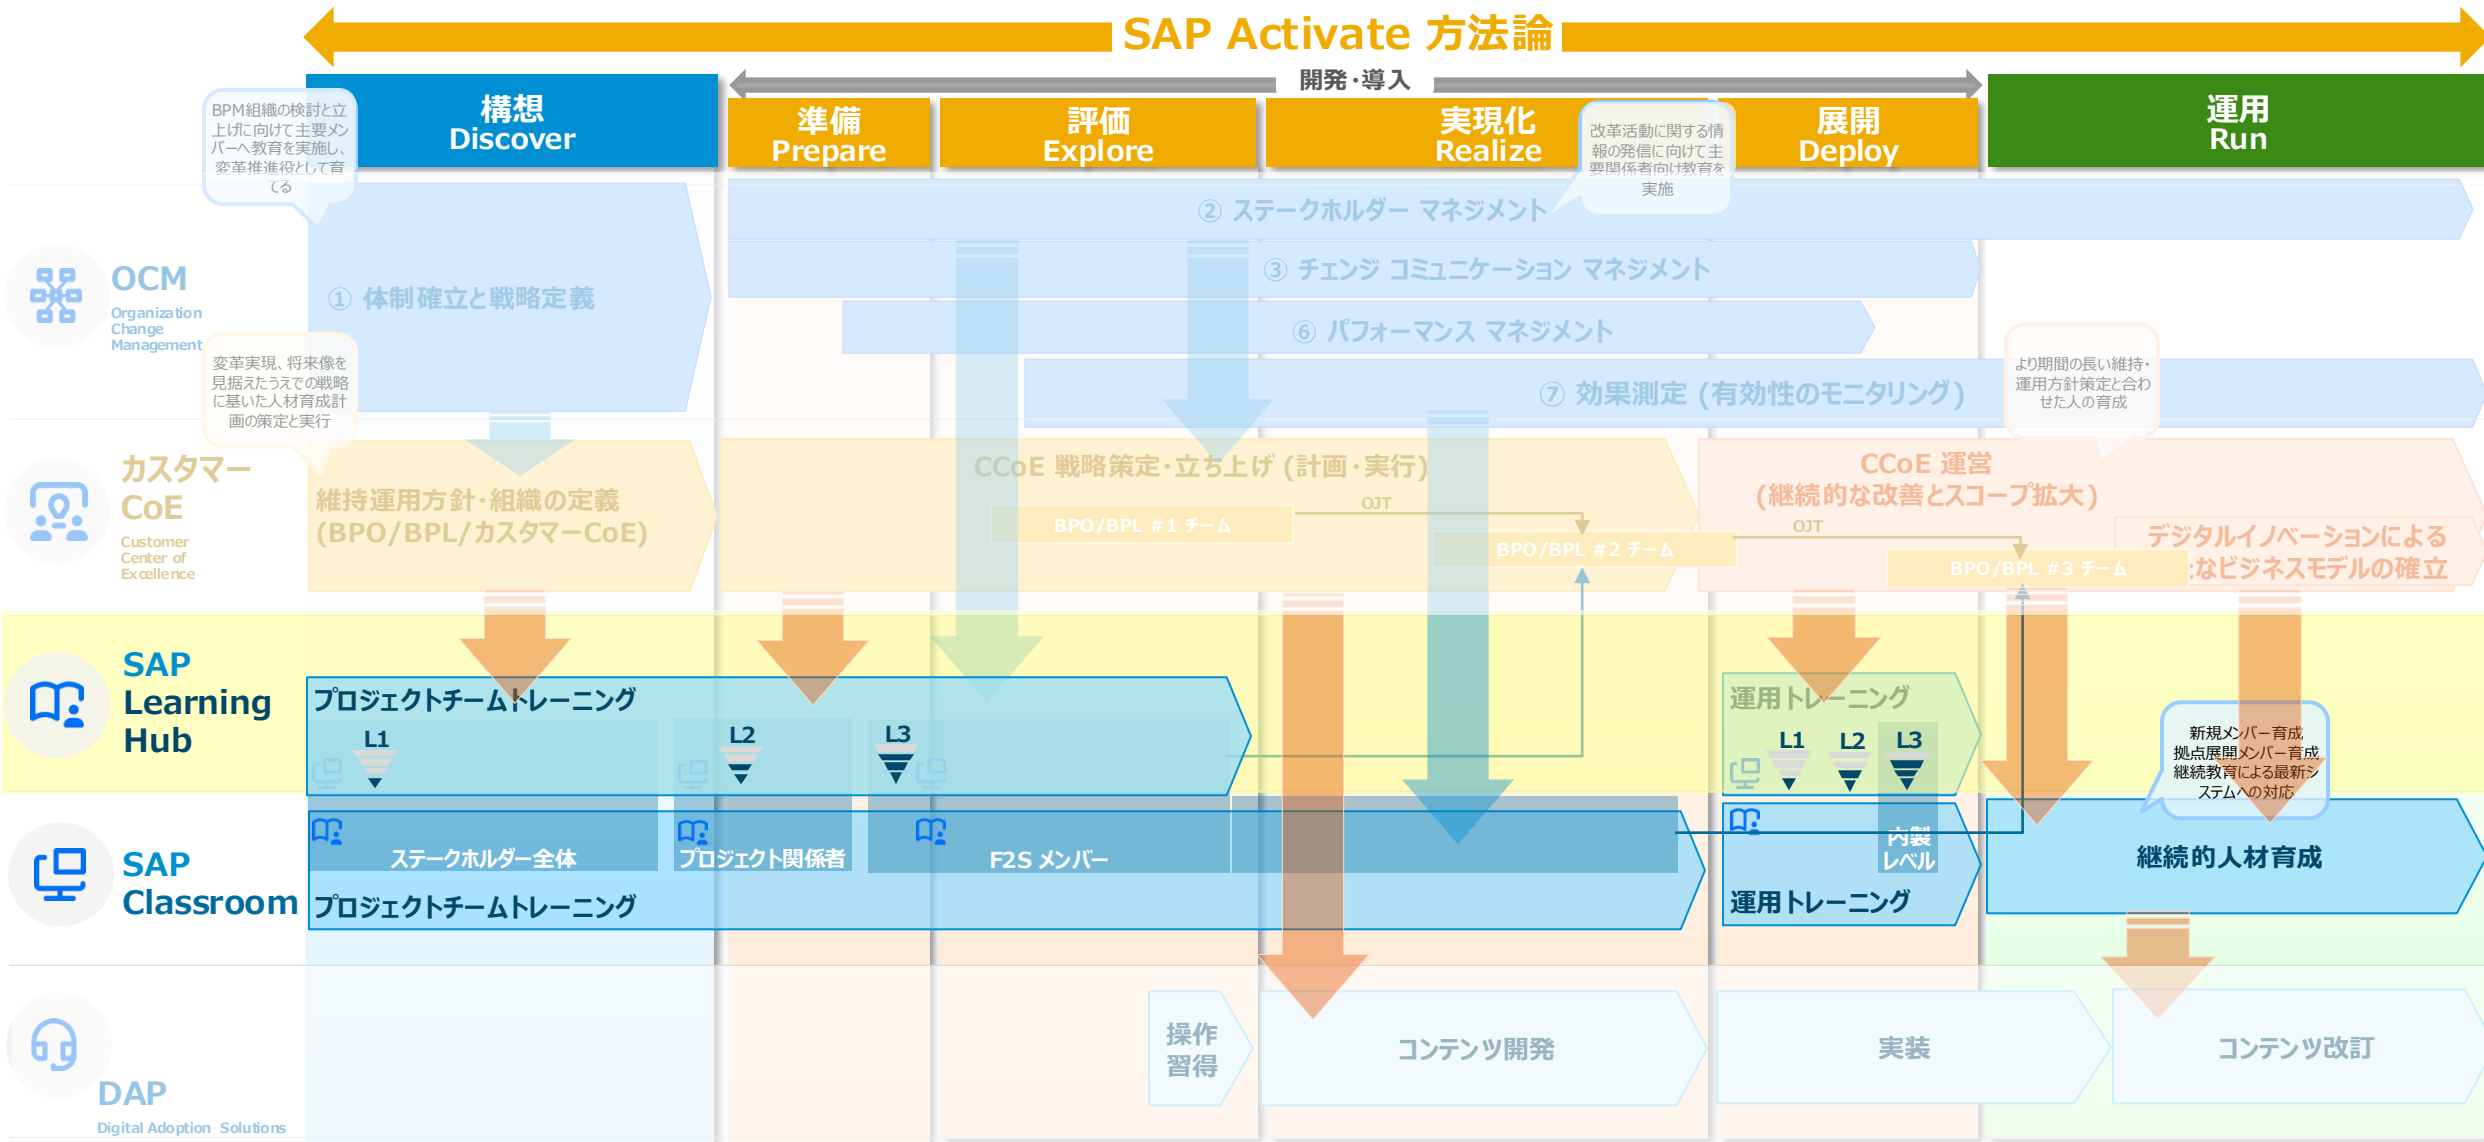 SAP Activate 方法論
開発・導入
構想
Discover
準備
Prepare
評価
Explore
実現化
Realize
展開
Deploy
運用
Run
BPM組織の検討と立
上げに向けて主要メン
バーへ教育を実施し、
変革推進役として育
てる
改革活動に関する情
報の発信に向けて主
要関係者向け教育を
実施
OCM
Organization
Change
Management
① 体制確立と戦略定義
② ステークホルダー マネジメント
③ チェンジ コミュニケーション マネジメント
⑥ パフォーマンス マネジメント
⑦ 効果測定 (有効性のモニタリング)
変革実現、将来像を
見据えたうえでの戦略
に基いた人材育成計
画の策定と実行
より期間の長い維持・
運用方針策定と合わ
せた人の育成
カスタマー
CoE
Customer
Center of
Excellence
維持運用方針・組織の定義
(BPO/BPL/カスタマーCoE)
CCoE 戦略策定・立ち上げ (計画・実行)
BPO/BPL #1 チーム
OJT
BPO/BPL #2 チーム
CCoE 運営
(継続的な改善とスコープ拡大)
OJT
BPO/BPL #3 チーム
デジタルイノベーションによる
なビジネスモデルの確立
SAP
Learning
Hub
プロジェクトチームトレーニング
L1
L2
L3
運用トレーニング
L1
L2
L3
新規メンバー育成
拠点展開メンバー育成
継続教育による最新シ
ステムへの対応
SAP
Classroom
ステークホルダー全体
プロジェクト関係者
F2S メンバー
プロジェクトチームトレーニング
内製
レベル
運用トレーニング
継続的人材育成
DAP
Digital Adoption Solutions
操作
習得
コンテンツ開発
実装
コンテンツ改訂